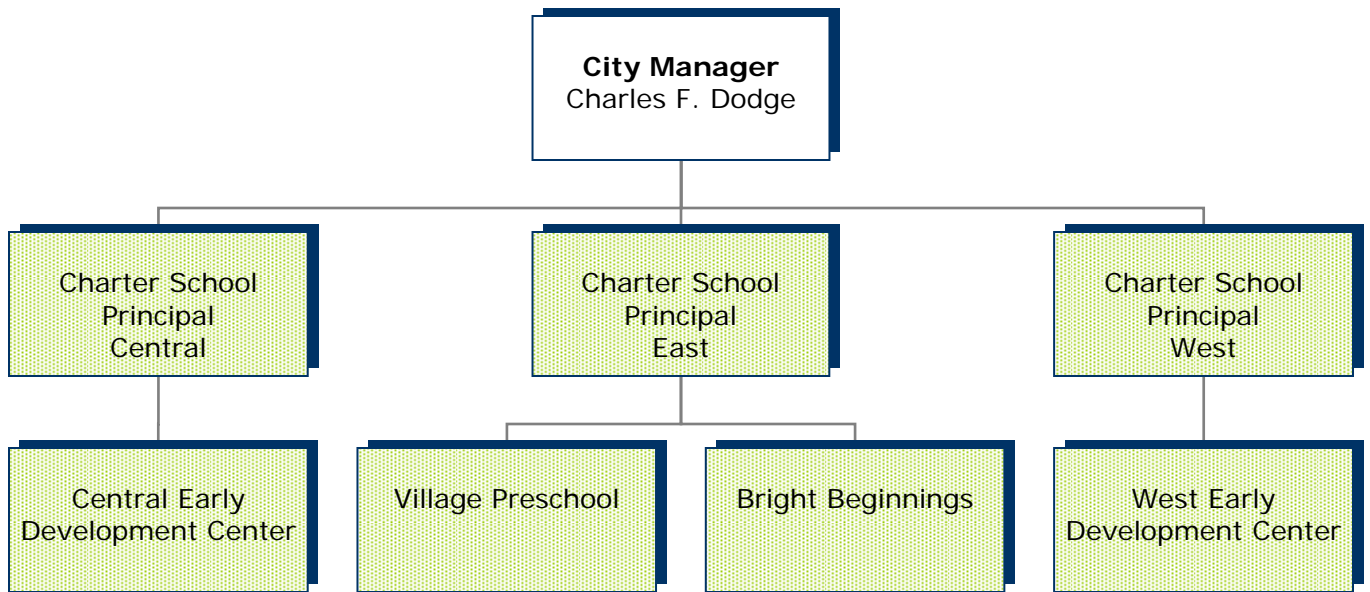 City Manager
Charles F. Dodge
Charter School
Principal
Central
Charter School
Principal
East
Charter School
Principal
West
Central Early
Development Center
Village Preschool
Bright Beginnings
West Early
Development Center